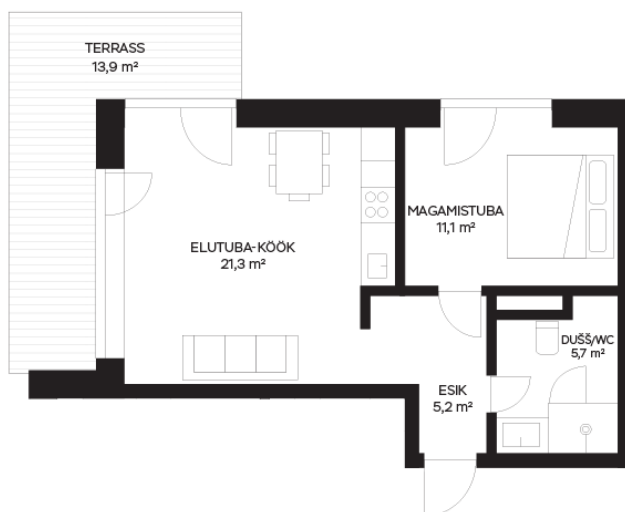 TERRASS
13,9 m²
MAGAMISTUBA
11,1 m²
ELUTUBA-KÖÖK
21,3 m²
DUŠŠ/WC
5,7 m²
ESIK
5,2 m²